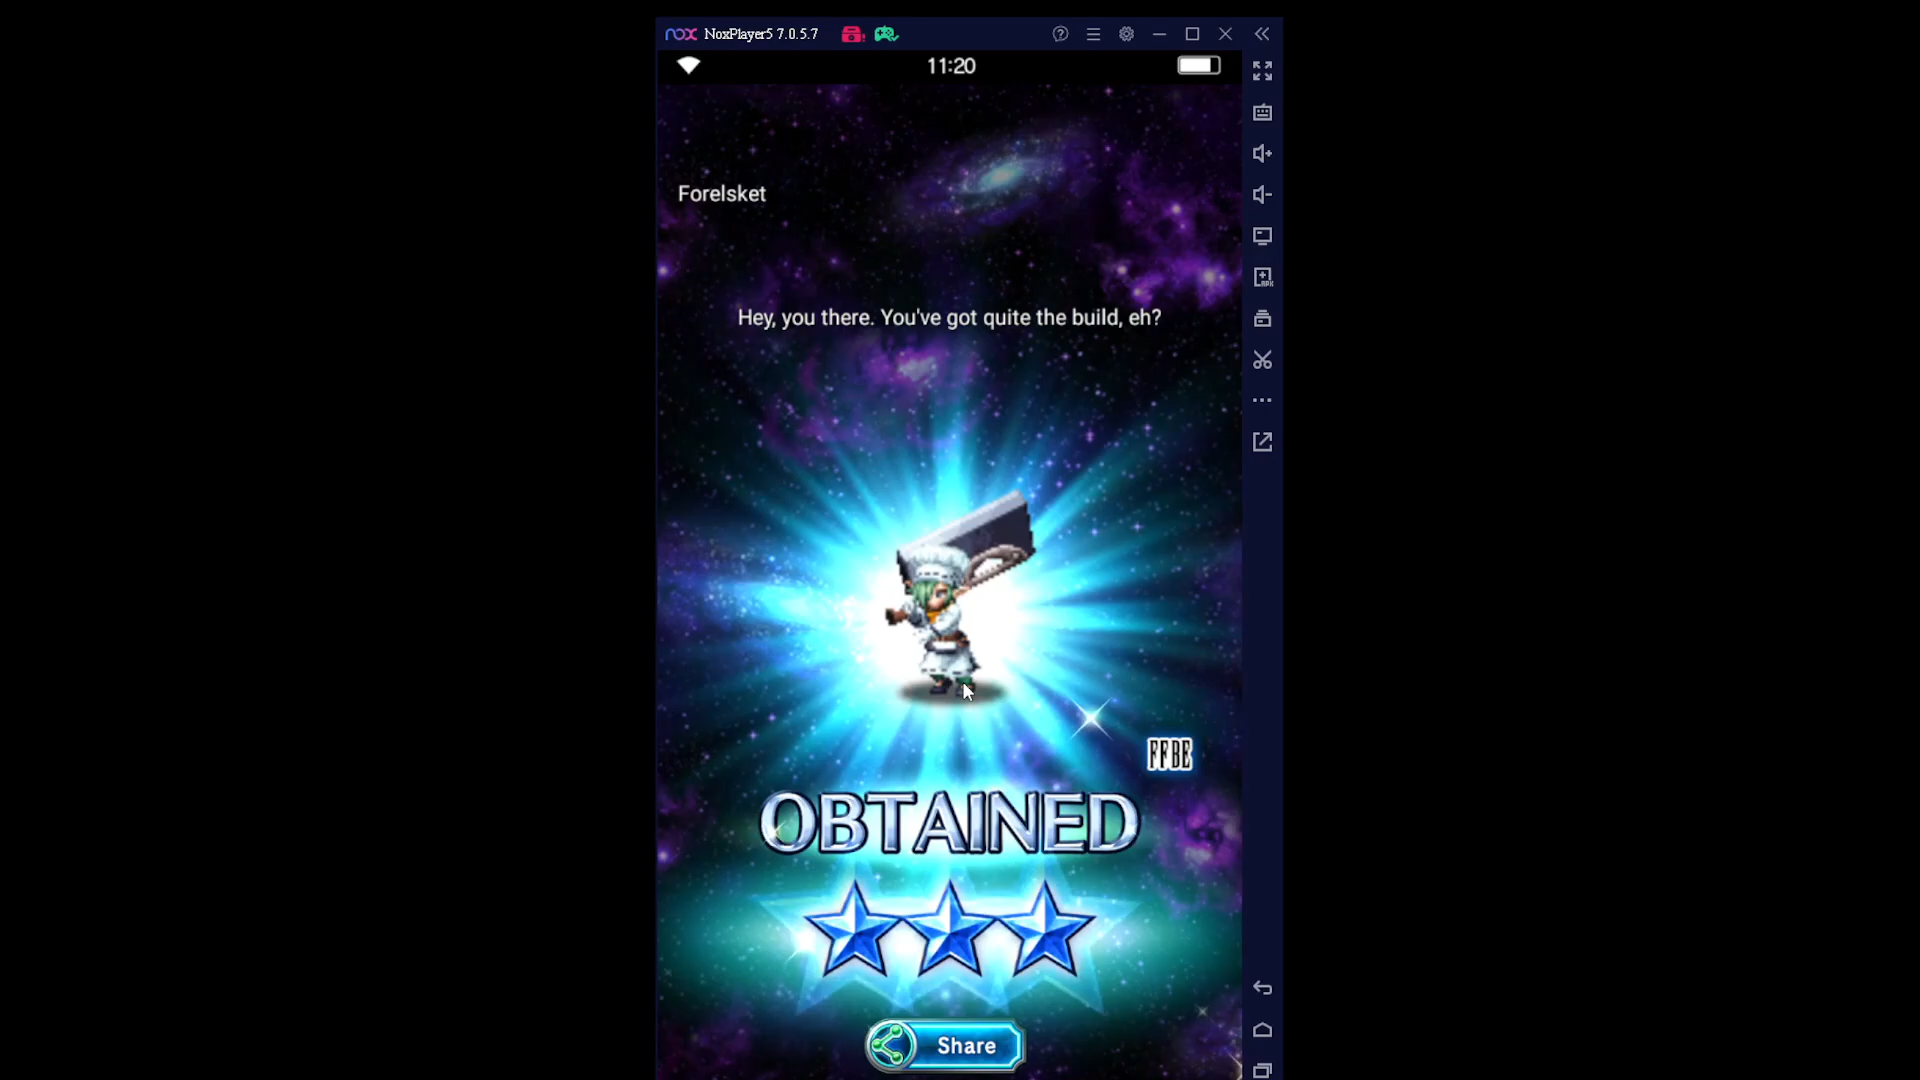 nox NoxPlayer5 7.0.5.7
11:20
Forelsket
Hey, you there. You've got quite the build, eh?
FFBE
OBTAINED
Share